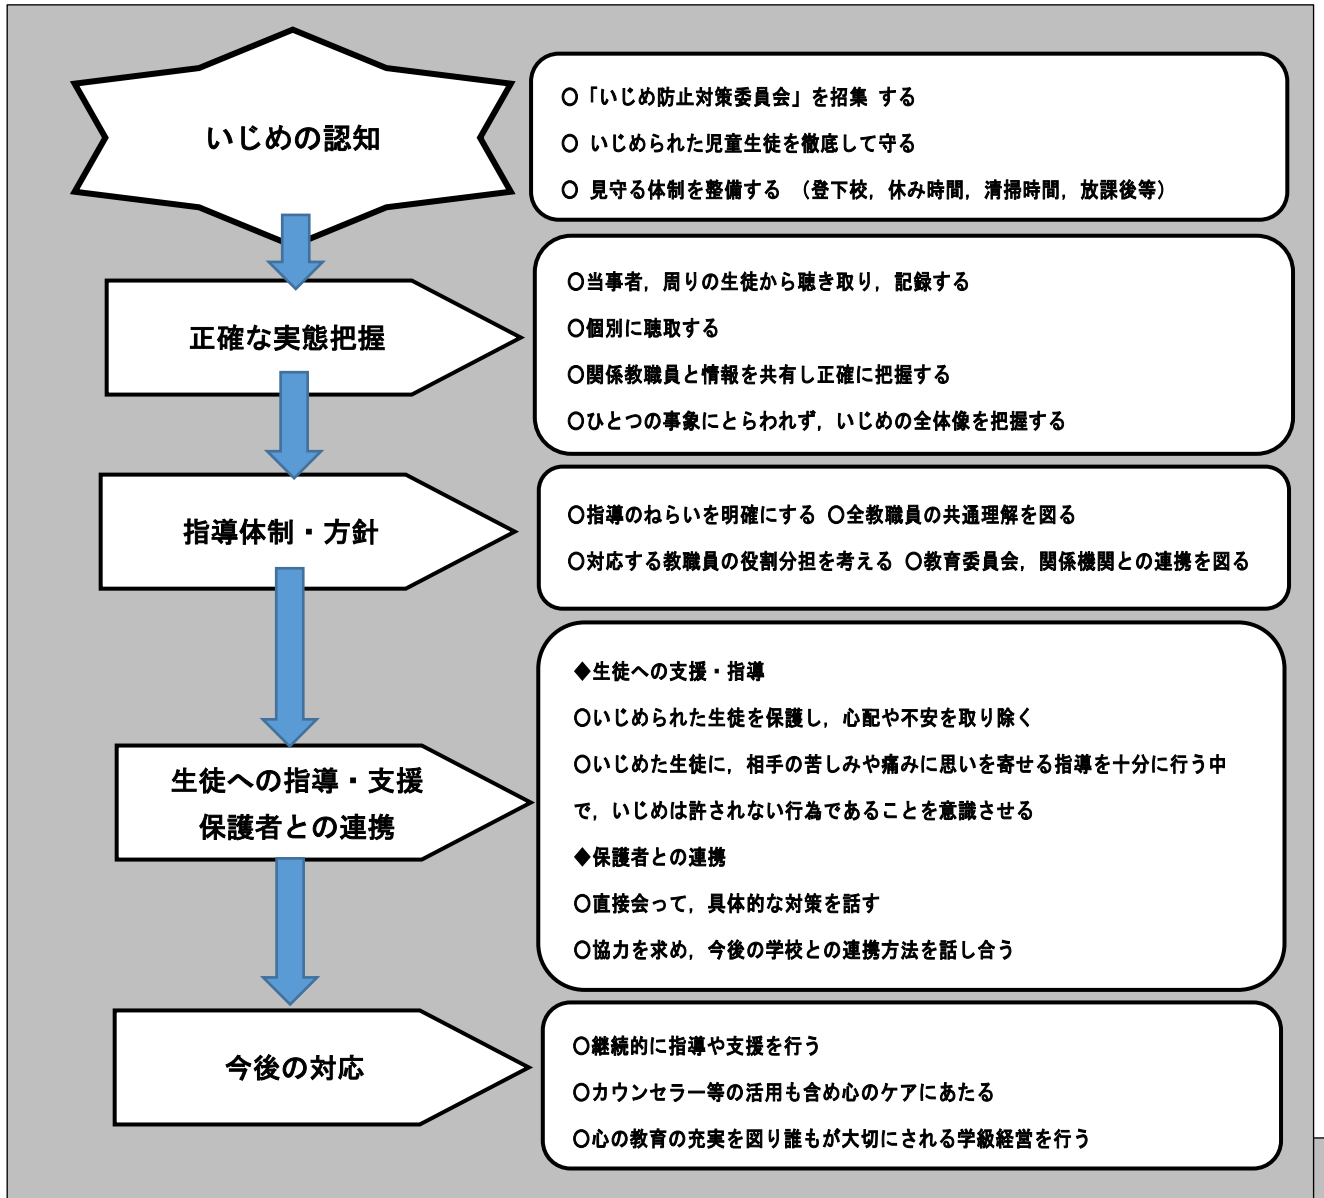 いじめの認知
〇「いじめ防止対策委員会」を招集 する
〇 いじめられた児童生徒を徹底して守る
〇 見守る体制を整備する （登下校，休み時間，清掃時間，放課後等）
正確な実態把握
〇当事者，周りの生徒から聴き取り，記録する
〇個別に聴取する
〇関係教職員と情報を共有し正確に把握する
〇ひとつの事象にとらわれず，いじめの全体像を把握する
指導体制・方針
〇指導のねらいを明確にする 〇全教職員の共通理解を図る
〇対応する教職員の役割分担を考える 〇教育委員会，関係機関との連携を図る
生徒への指導・支援
保護者との連携
◆生徒への支援・指導
〇いじめられた生徒を保護し，心配や不安を取り除く
〇いじめた生徒に，相手の苦しみや痛みに思いを寄せる指導を十分に行う中
で，いじめは許されない行為であることを意識させる
◆保護者との連携
〇直接会って，具体的な対策を話す
〇協力を求め，今後の学校との連携方法を話し合う
今後の対応
〇継続的に指導や支援を行う
〇カウンセラー等の活用も含め心のケアにあたる
〇心の教育の充実を図り誰もが大切にされる学級経営を行う